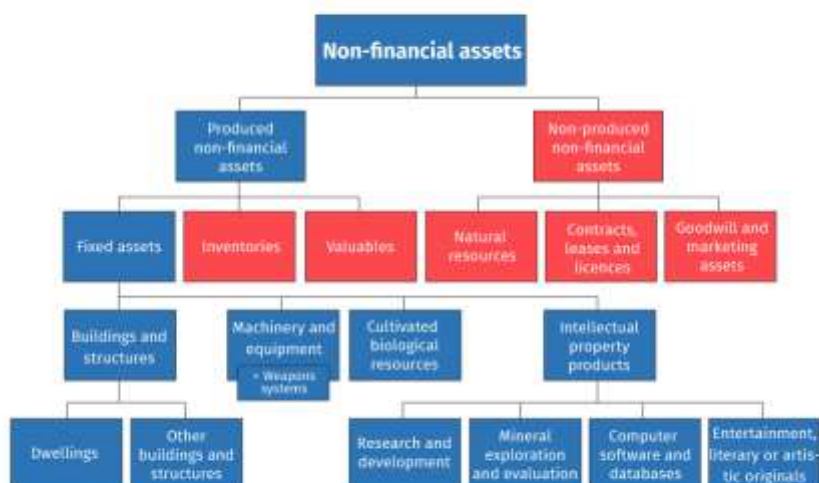 Non-financial assets
Produced
non-financial
assets
Non-produced
non-financial
assets
Fixed assets
Inventories
Valuables
Natural
resources
Contracts,
leases and
licences
Goodwill and
marketing
assets
Buildings and
structures
Machinery and
equipment
+ Weapons
systems
Cultivated
biological
resources
Intellectual
property
products
Dwellings
Other
buildings and
structures
Research and
development
Mineral
exploration
and evaluation
Computer
software and
databases
Entertainment,
literary or artis-
tic originals